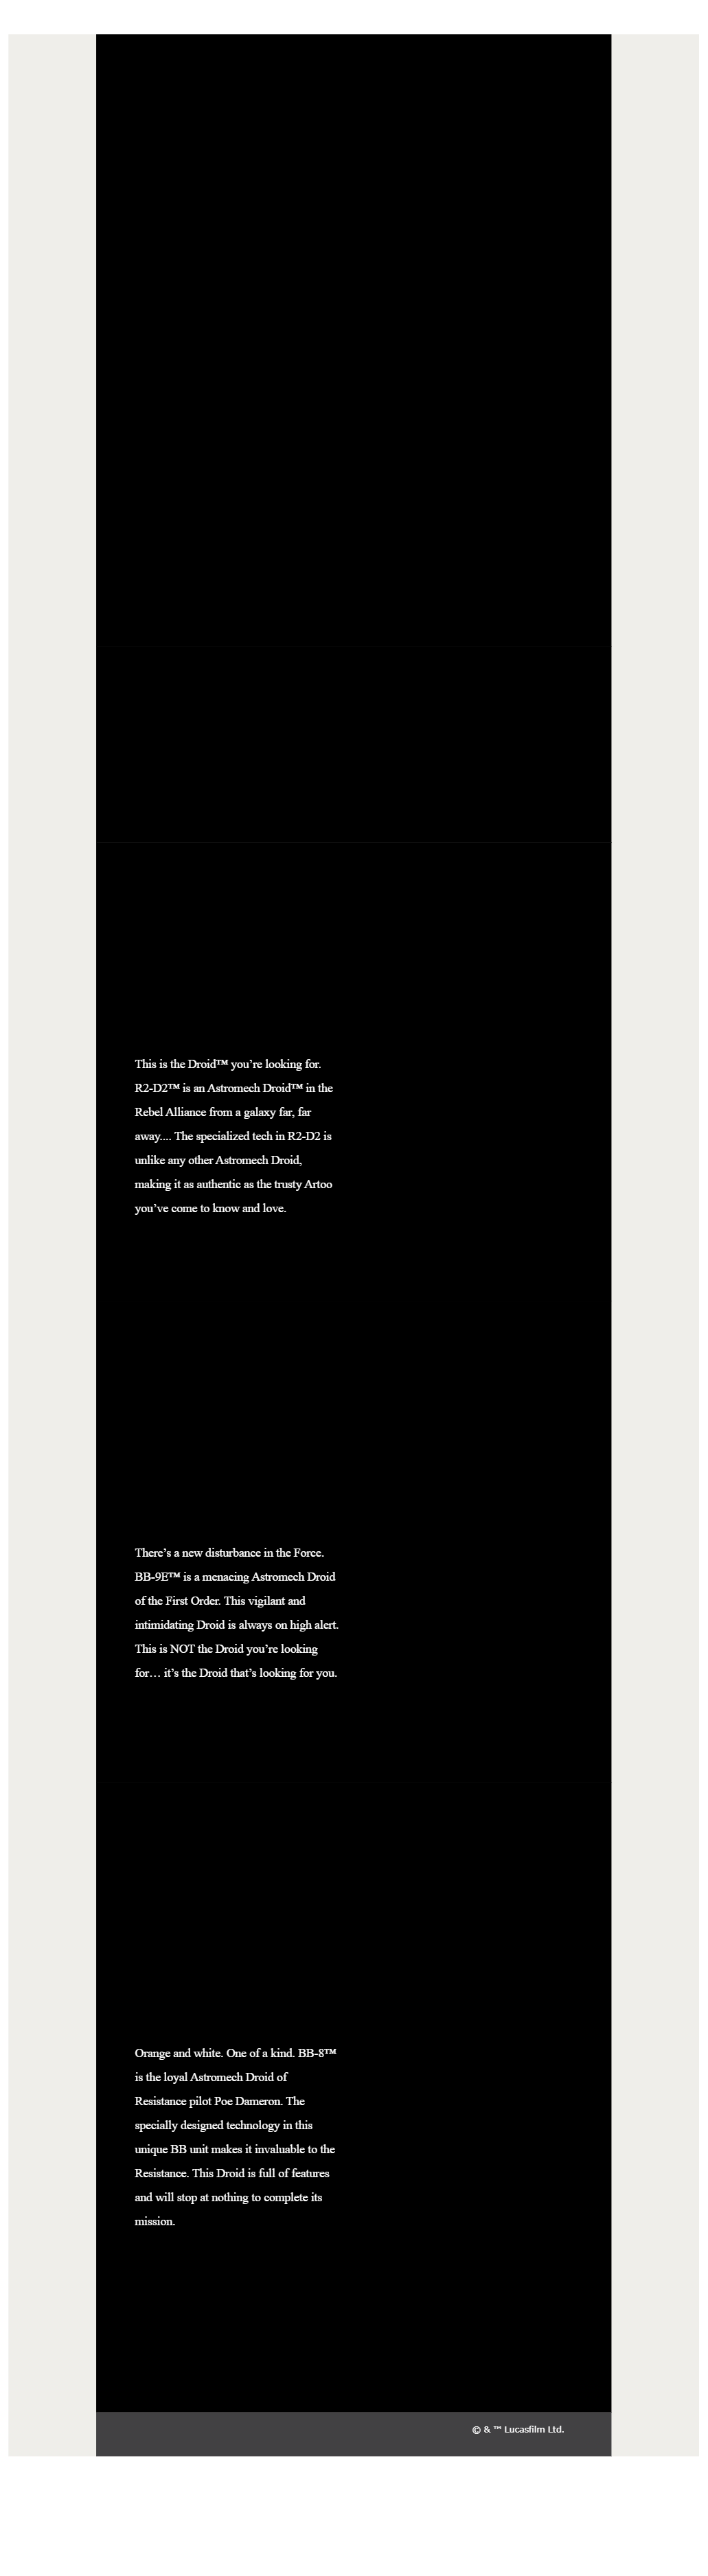 This is the Droid™ you’re looking for.
R2-D2™ is an Astromech Droid™ in the
Rebel Alliance from a galaxy far, far
away.... The specialized tech in R2-D2 is
unlike any other Astromech Droid,
making it as authentic as the trusty Artoo
you’ve come to know and love.
There’s a new disturbance in the Force.
BB-9E™ is a menacing Astromech Droid
of the First Order. This vigilant and
intimidating Droid is always on high alert.
This is NOT the Droid you’re looking
for… it’s the Droid that’s looking for you.
Orange and white. One of a kind. BB-8™
is the loyal Astromech Droid of
Resistance pilot Poe Dameron. The
specially designed technology in this
unique BB unit makes it invaluable to the
Resistance. This Droid is full of features
and will stop at nothing to complete its
mission.
© & ™ Lucasfilm Ltd.